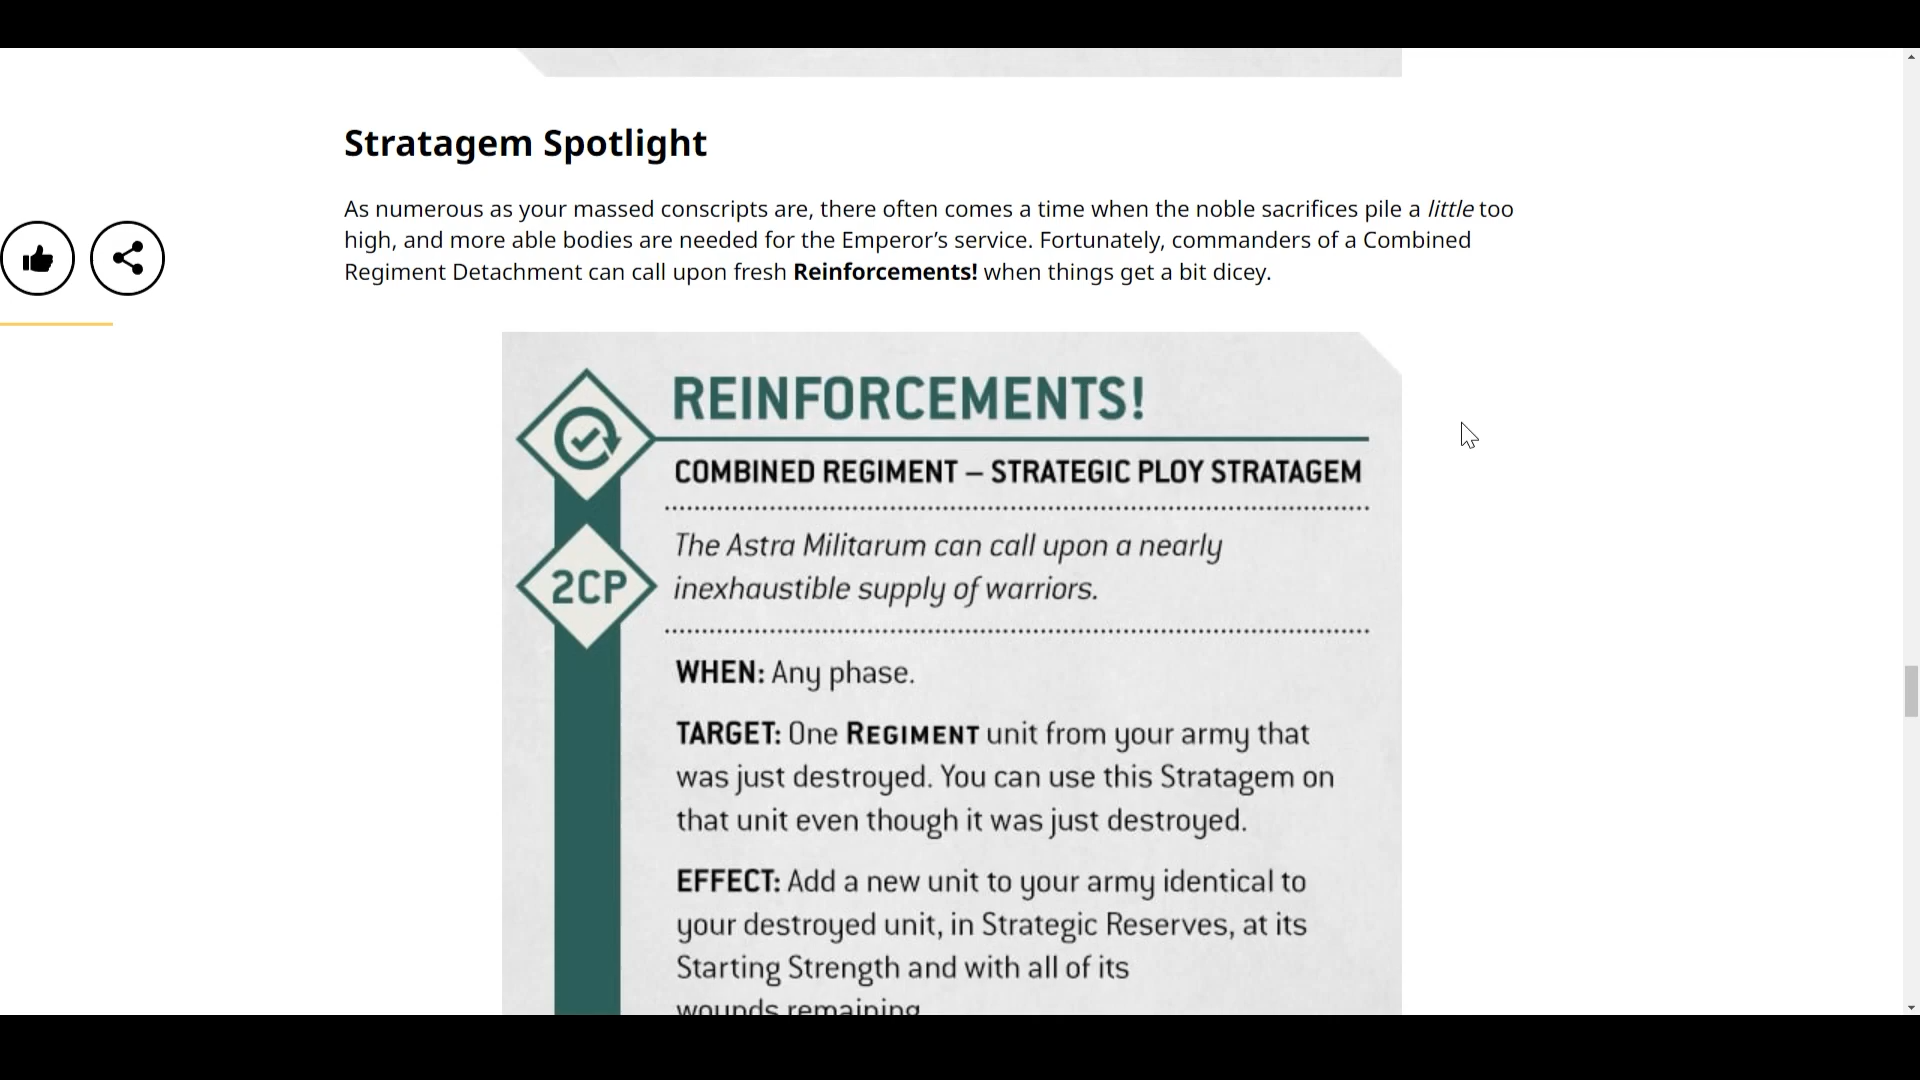 Stratagem Spotlight
As numerous as your massed conscripts are, there often comes a time when the noble sacrifices pile a little too
high, and more able bodies are needed for the Emperor’s service. Fortunately, commanders of a Combined
Regiment Detachment can call upon fresh Reinforcements! when things get a bit dicey.
REINFORCEMENTS!
COMBINED REGIMENT – STRATEGIC PLOY STRATAGEM
The Astra Militarum can call upon a nearly
inexhaustible supply of warriors.
2CP
WHEN: Any phase.
TARGET: One REGIMENT unit from your army that
was just destroyed. You can use this Stratagem on
that unit even though it was just destroyed.
EFFECT: Add a new unit to your army identical to
your destroyed unit, in Strategic Reserves, at its
Starting Strength and with all of its
wounds remaining